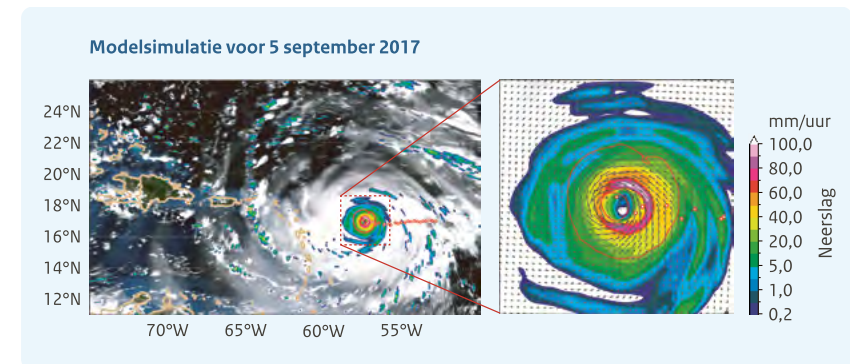 Modelsimulatie voor 5 september 2017
24°N
22°N
20°N
18°N
16°N
14°N
12°N
70°W 65°W 60°W 55°W
mm/uur
100,0
80,0
60,0
40,0
20,0
5,0
1,0
0,2
Neerslag